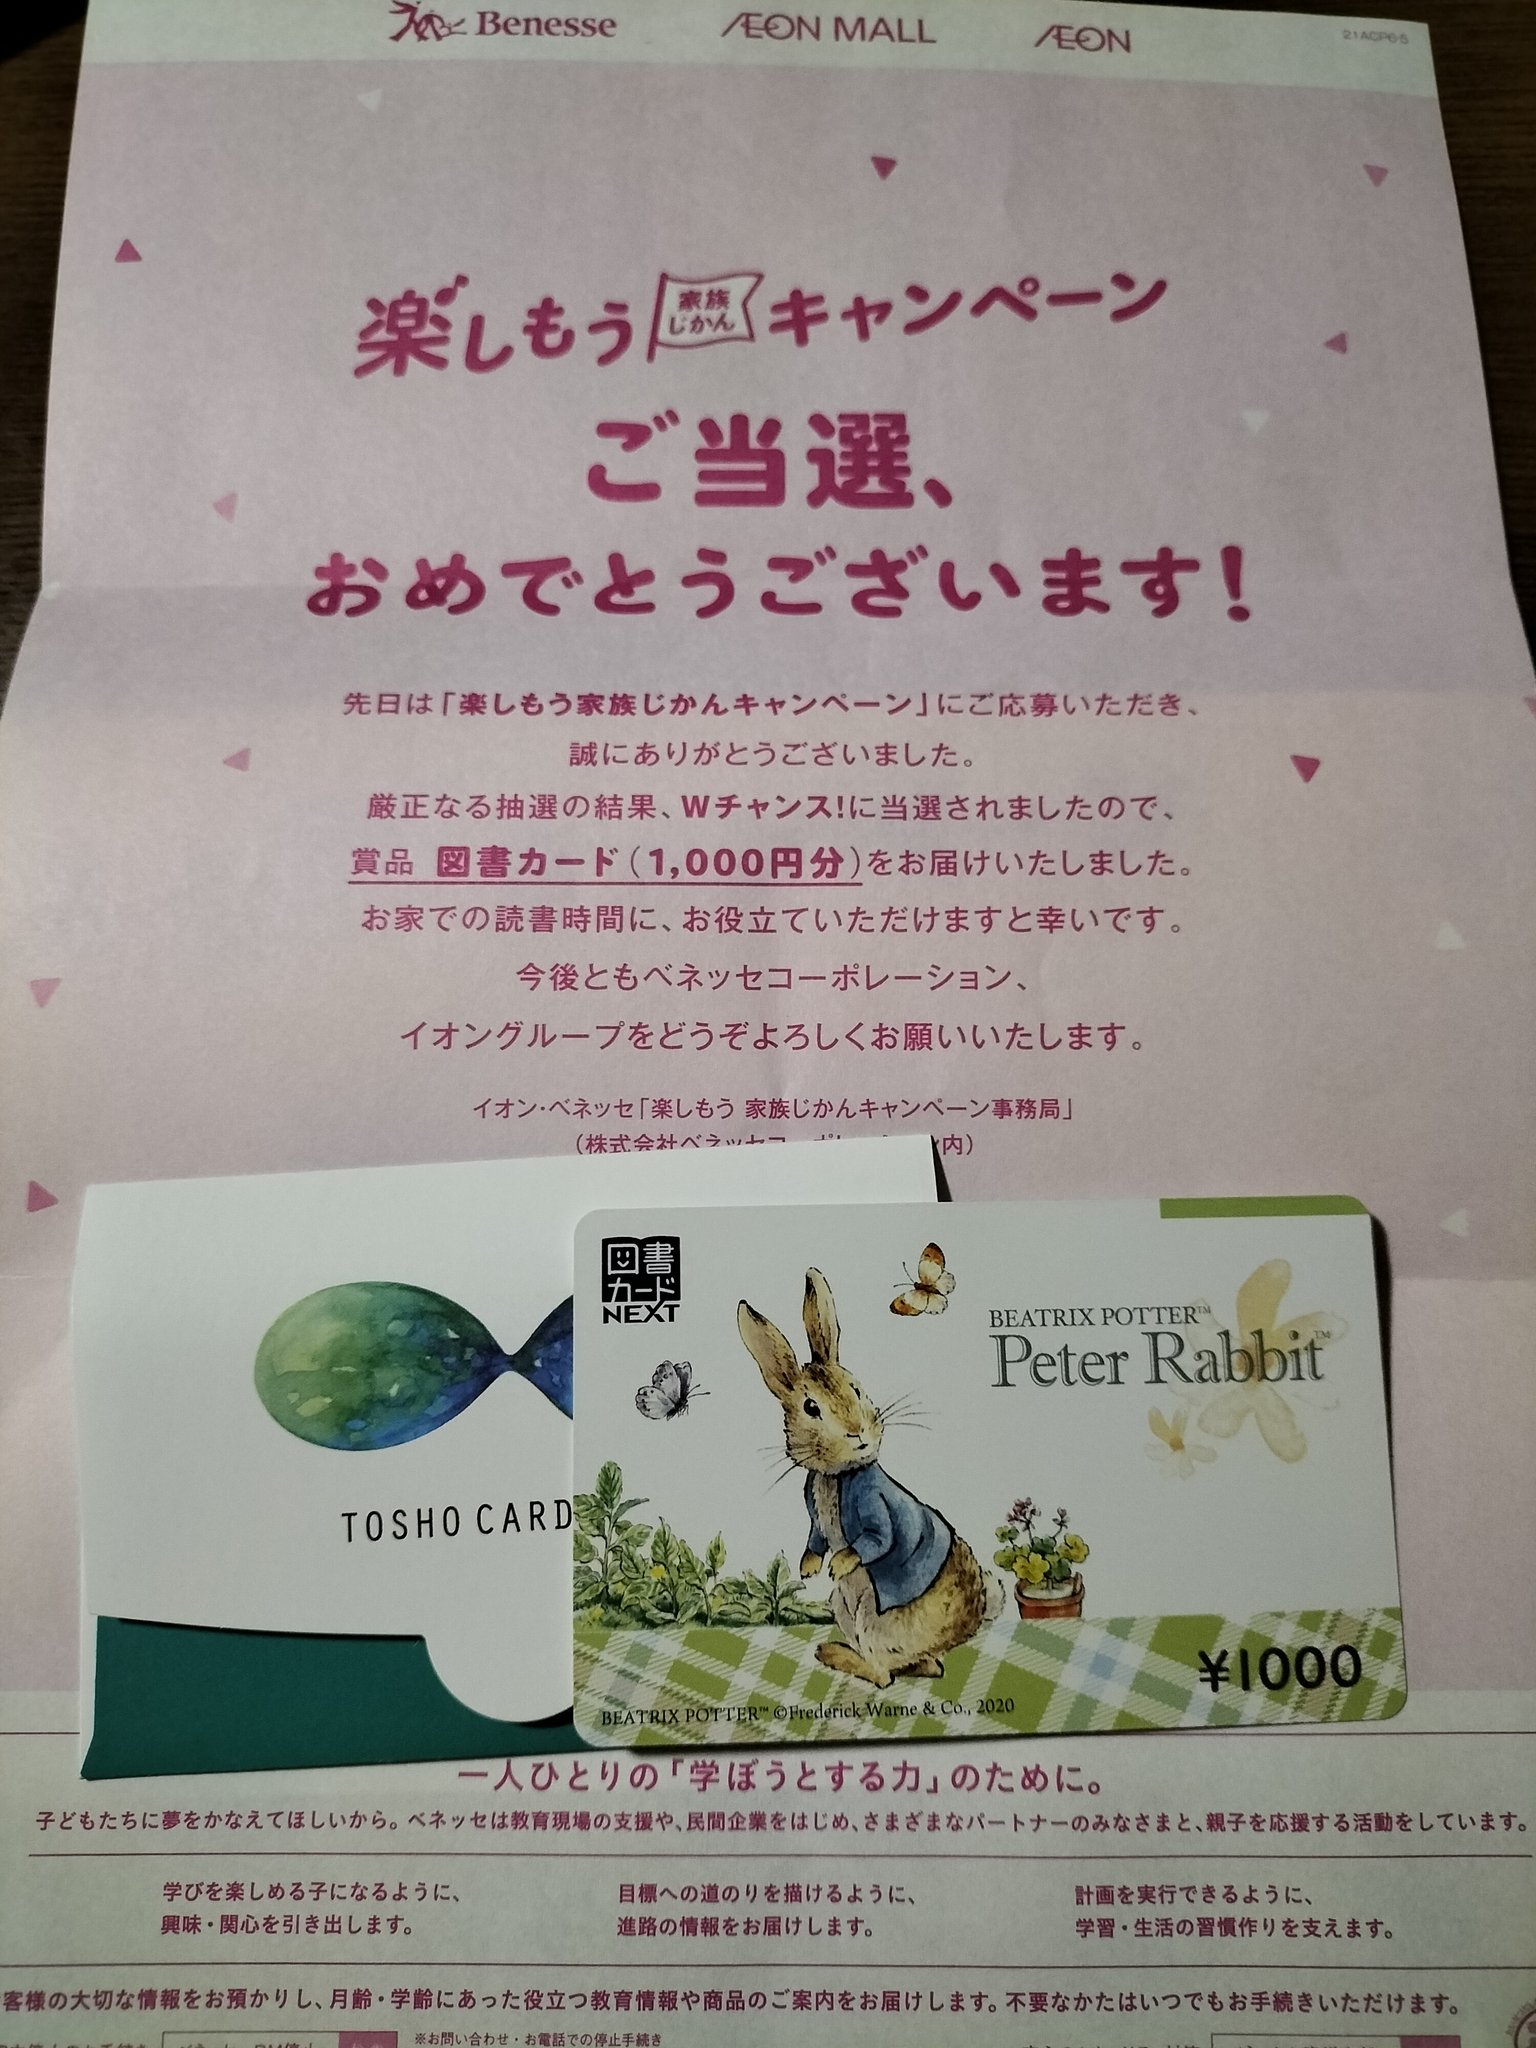 Benesse ÆON MALL ÆON 21ACP6-5
楽しもう 家族じかん キャンペーン
ご当選、
おめでとうございます!
先日は「楽しもう家族じかんキャンペーン」にご応募いただき、
誠にありがとうございました。
厳正なる抽選の結果、Wチャンス!に当選されましたので、
賞品 図書カード(1,000円分)をお届けいたしました。
お家での読書時間に、お役立ていただけますと幸いです。
今後ともベネッセコーポレーション、
イオングループをどうぞよろしくお願いいたします。
イオン・ベネッセ「楽しもう 家族じかんキャンペーン事務局」
(株式会社ベネッセコーポレーション内)
TOSHO CARD
図書
カード
NEXT
BEATRIX POTTER™
Peter Rabbit™
¥1000
BEATRIX POTTER™ ©Frederick Warne & Co., 2020
一人ひとりの「学ぼうとする力」のために。
子どもたちに夢をかなえてほしいから。ベネッセは教育現場の支援や、民間企業をはじめ、さまざまなパートナーのみなさまと、親子を応援する活動をしています。
学びを楽しめる子になるように、
興味・関心を引き出します。
目標への道のりを描けるように、
進路の情報をお届けします。
計画を実行できるように、
学習・生活の習慣作りを支えます。
客様の大切な情報をお預かりし、月齢・学齢にあった役立つ教育情報や商品のご案内をお届けします。不要なかたはいつでもお手続きいただけます。
※お問い合わせ・お電話での停止手続き